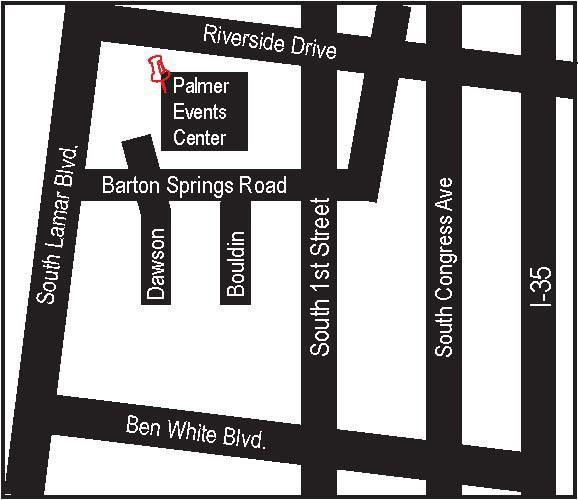 Riverside Drive
Palmer
Events
Center
Barton Springs Road
South Lamar Blvd.
Dawson
Bouldin
South 1st Street
South Congress Ave
I-35
Ben White Blvd.